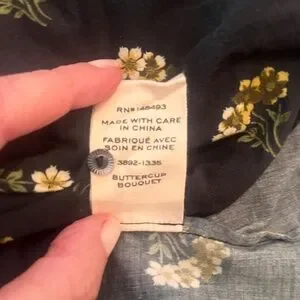 RN# 148493
MADE WITH CARE
IN CHINA
FABRIQUÉ AVEC
SOIN EN CHINE
3892-1335
BUTTERCUP
BOUQUET